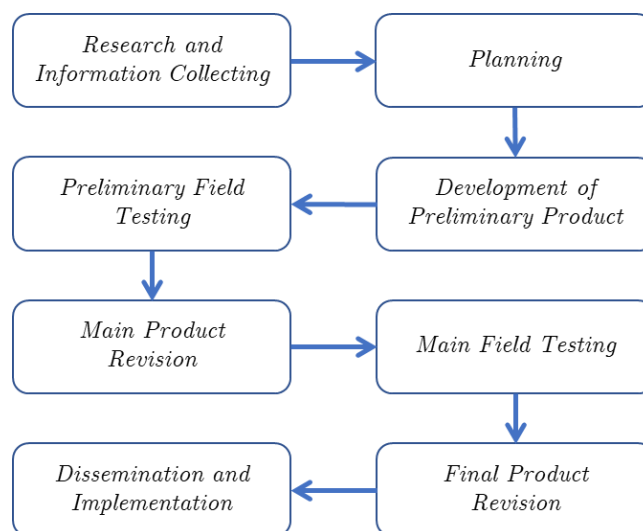 Research and
Information Collecting
Planning
Development of
Preliminary Product
Preliminary Field
Testing
Main Product
Revision
Main Field Testing
Final Product
Revision
Dissemination and
Implementation